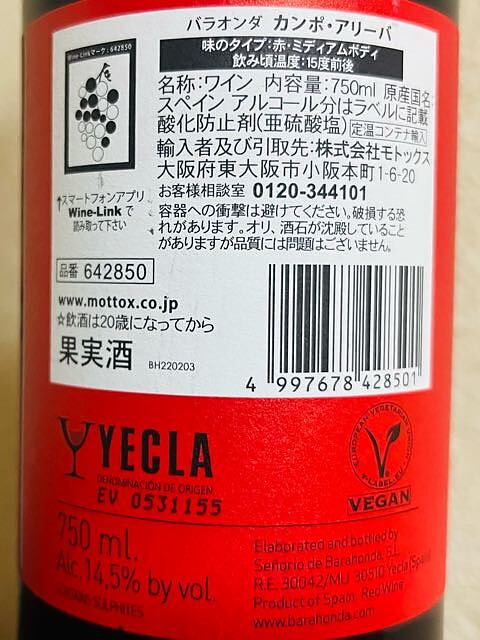 バラオンダ カンポ・アリーバ
味のタイプ:赤・ミディアムボディ
飲み頃温度:15度前後
Wine-Linkマーク:642850
名称:ワイン 内容量:750ml 原産国名
スペイン アルコール分はラベルに記載
酸化防止剤(亜硫酸塩) 定温コンテナ輸入
輸入者及び引取先:株式会社モトックス
大阪府東大阪市小阪本町1-6-20
お客様相談室 0120-344101
↑スマートフォンアプリ
Wine-Link で
読み取って下さい
容器への衝撃は避けてください。破損する恐
れがあります。オリ、酒石が沈殿していること
がありますが品質には問題はございません。
品番 642850
www.mottox.co.jp
☆飲酒は20歳になってから
果実酒
BH220203
4 997678 428501
YECLA
DENOMINACIÓN DE ORIGEN
EV 0531155
EUROPEAN VEGETARIAN UNION
V-LABEL.EU
VEGAN
750 ml.
Alc.14,5% by vol.
CONTAINS SULPHITES
Elaborated and bottled by
Señorio de Barahonda, S.L.
R.E. 30042/MU 30510 Yecla (Spain)
Product of Spain. Red Wine
www.barahonda.com